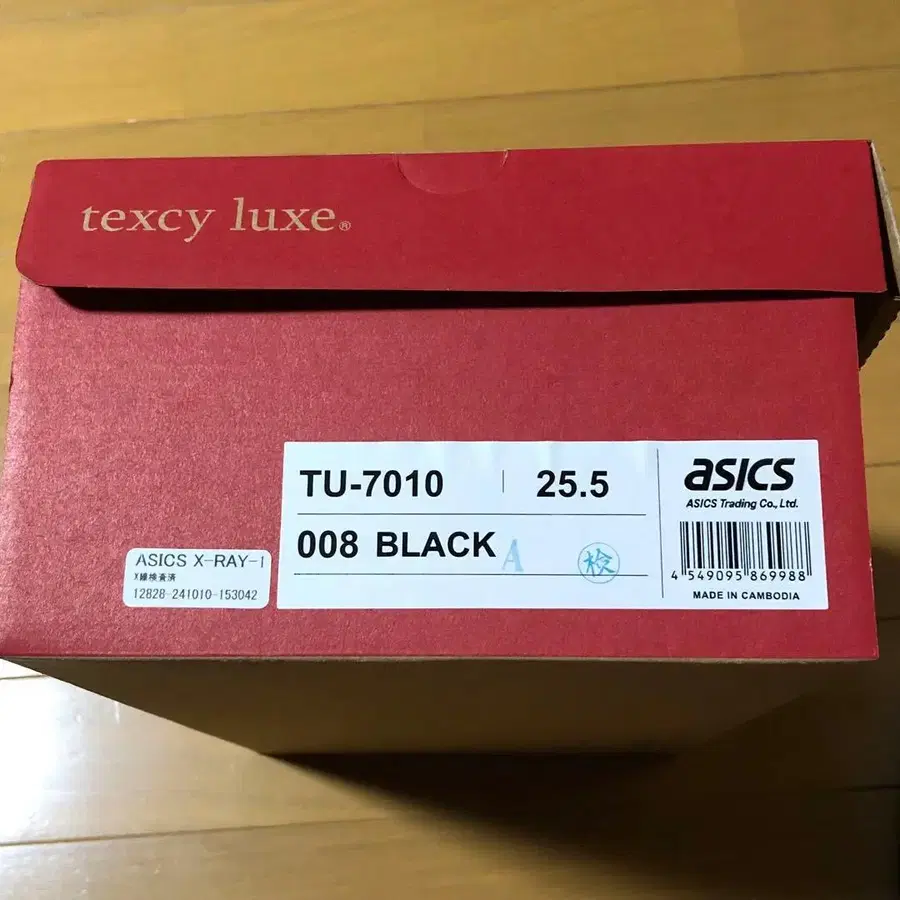 texcy luxe®
TU-7010 25.5
008 BLACK A 検
asics
ASICS Trading Co., Ltd.
4 549095 869988
MADE IN CAMBODIA
ASICS X-RAY-1
X線検査済
12828-241010-153042